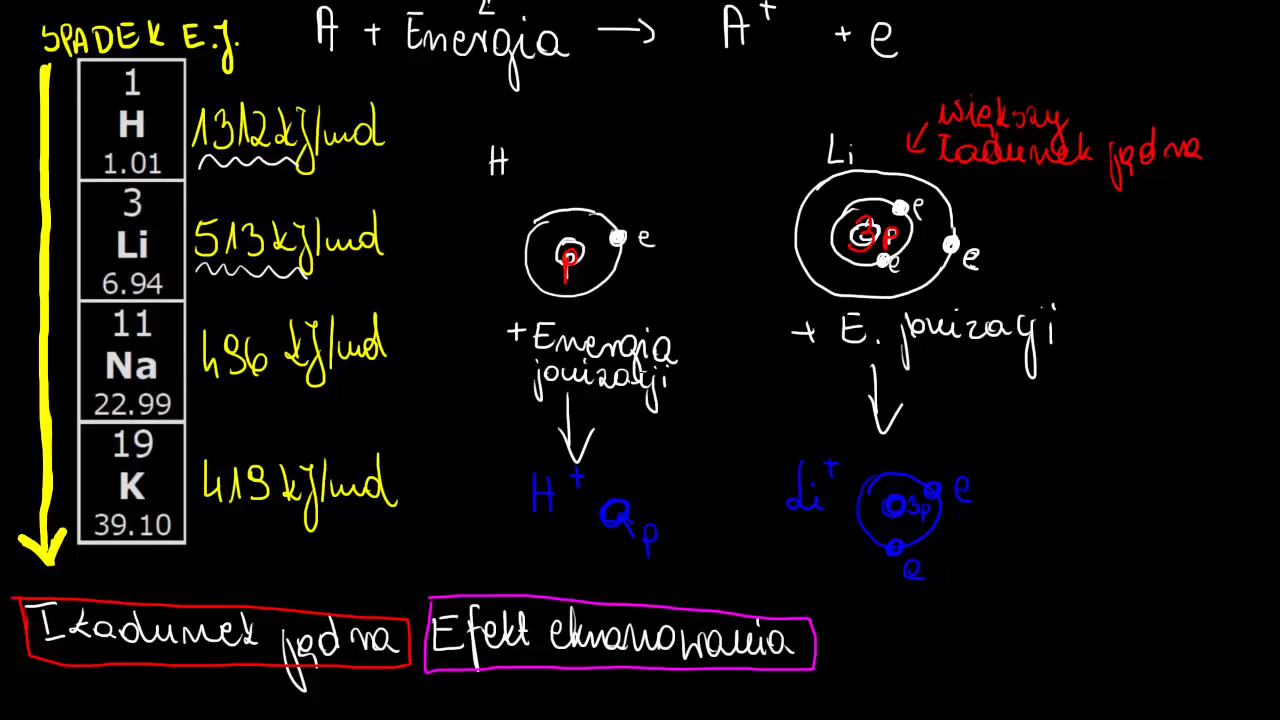 SPADEK E.J.
A + Energia → A⁺ + e
1
H
1.01
1312 kJ/mol
3
Li
6.94
513 kJ/mol
11
Na
22.99
496 kJ/mol
19
K
39.10
419 kJ/mol
H
p
e
+ Energia
jonizacji
H⁺
p
większy
Ładunek jądra
Li
3p
e
e
e
+ E. jonizacji
Li⁺
3p
e
e
Ładunek jądra
Efekt ekranowania